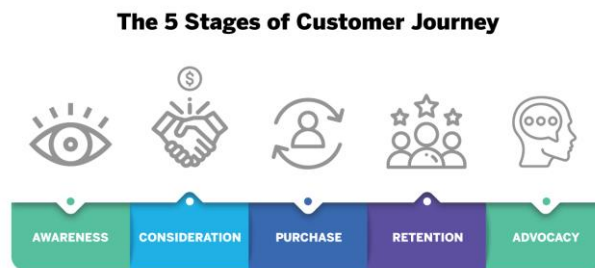 The 5 Stages of Customer Journey
$
AWARENESS
CONSIDERATION
PURCHASE
RETENTION
ADVOCACY